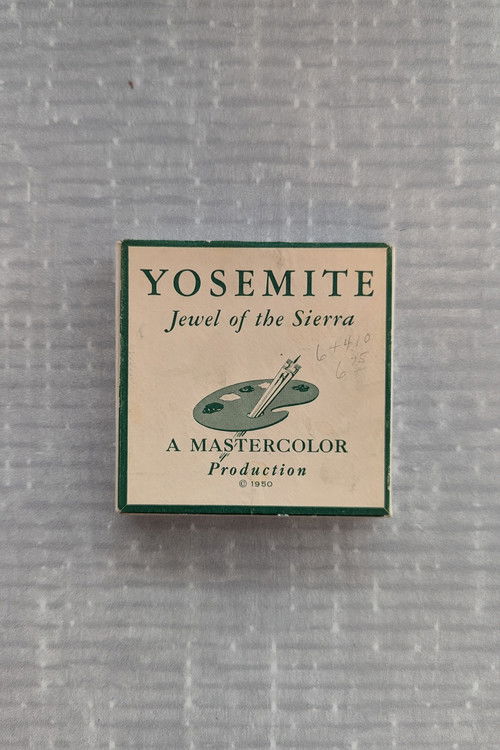 YOSEMITE
Jewel of the Sierra
A MASTERCOLOR
Production
© 1950